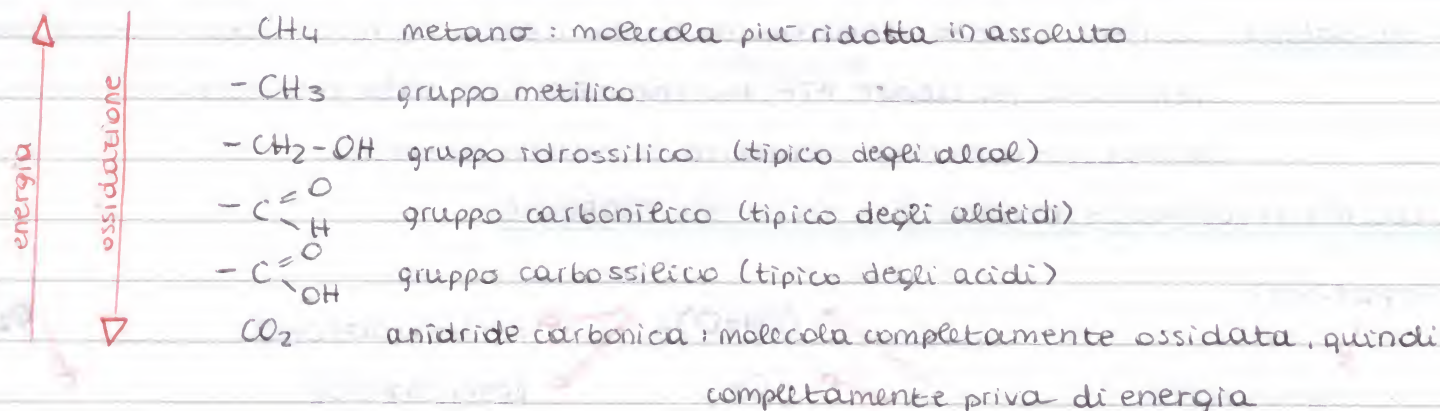 energia
ossidazione
CH4 metano : molecola più ridotta in assoluto
- CH3 gruppo metilico
- CH2 - OH gruppo idrossilico (tipico degli alcol)
- C = O H gruppo carbonilico (tipico degli aldeidi)
- C = O OH gruppo carbossilico (tipico degli acidi)
CO2 anidride carbonica : molecola completamente ossidata, quindi
completamente priva di energia